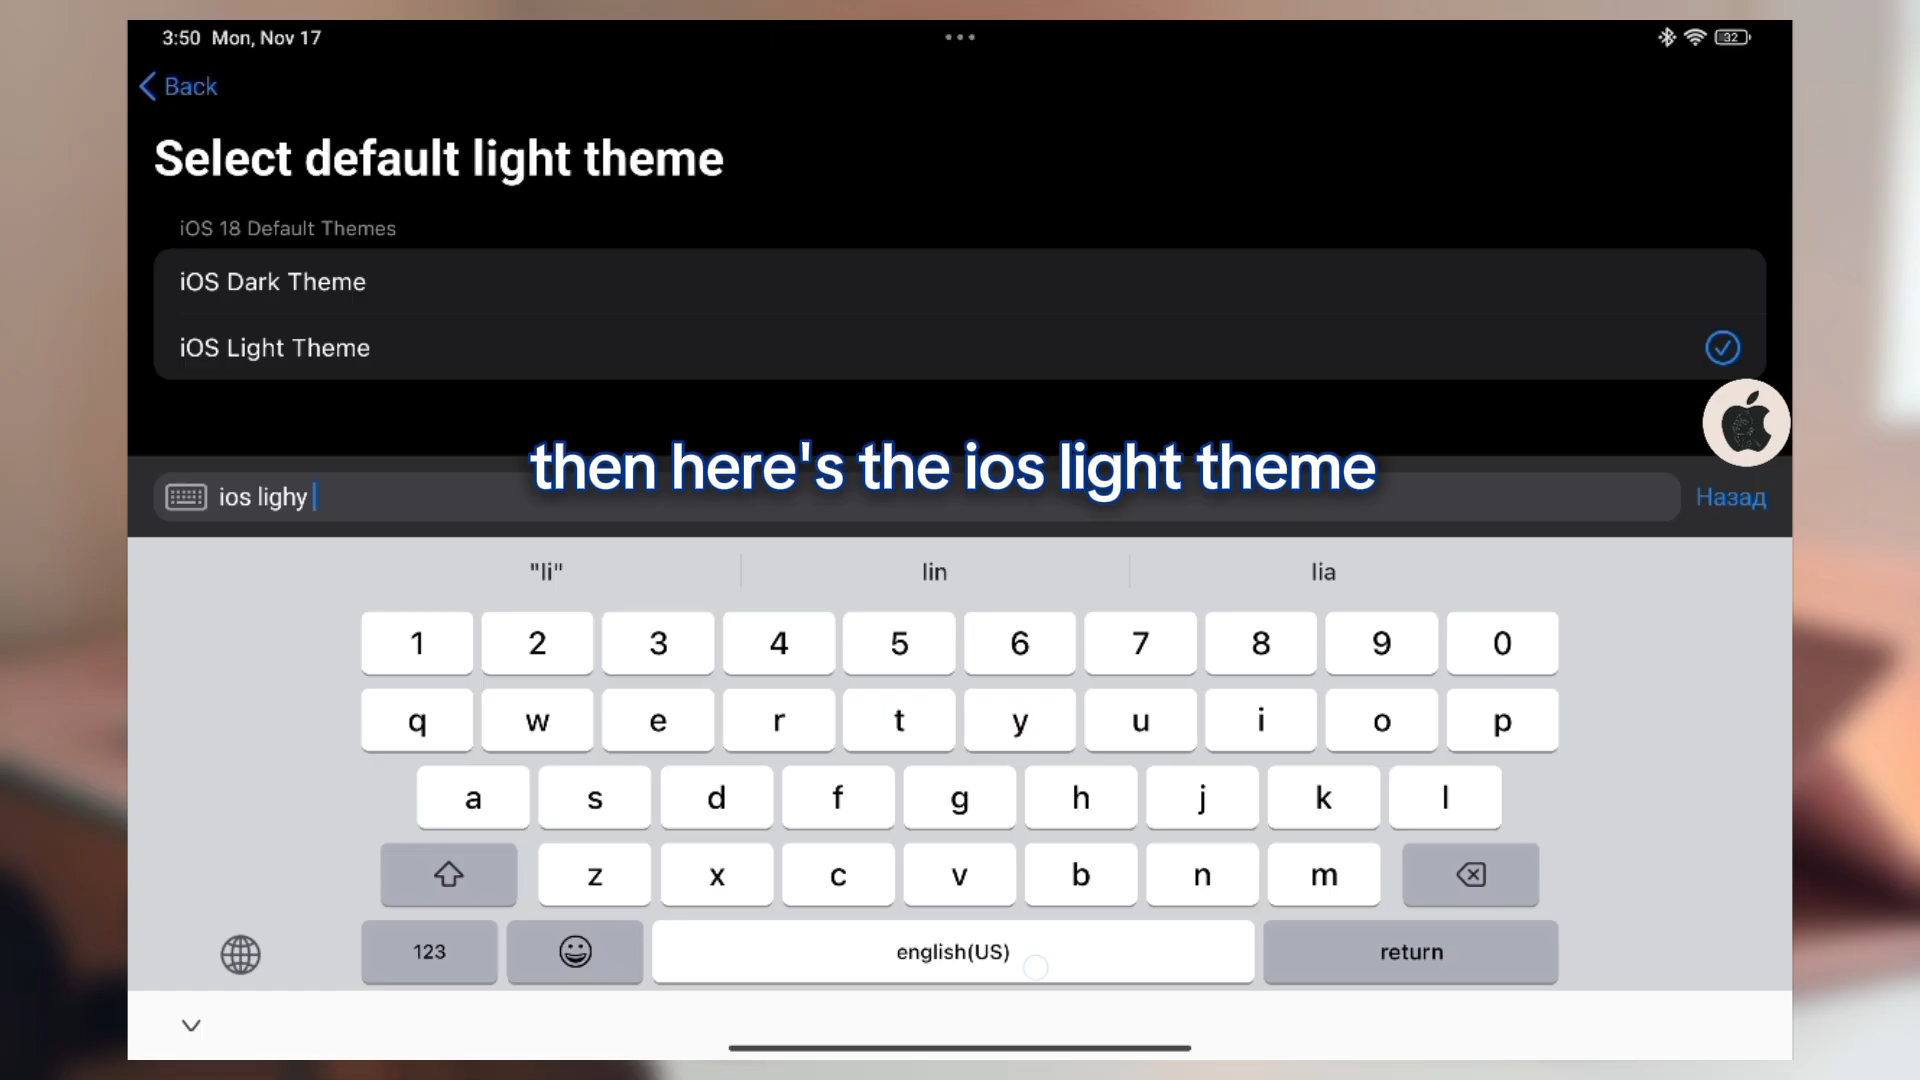 3:50 Mon, Nov 17
32
Back
Select default light theme
iOS 18 Default Themes
iOS Dark Theme
iOS Light Theme
then here's the ios light theme
ios lighy
Назад
"li" lin lia
1 2 3 4 5 6 7 8 9 0
q w e r t y u i o p
a s d f g h j k l
z x c v b n m
123 english(US) return